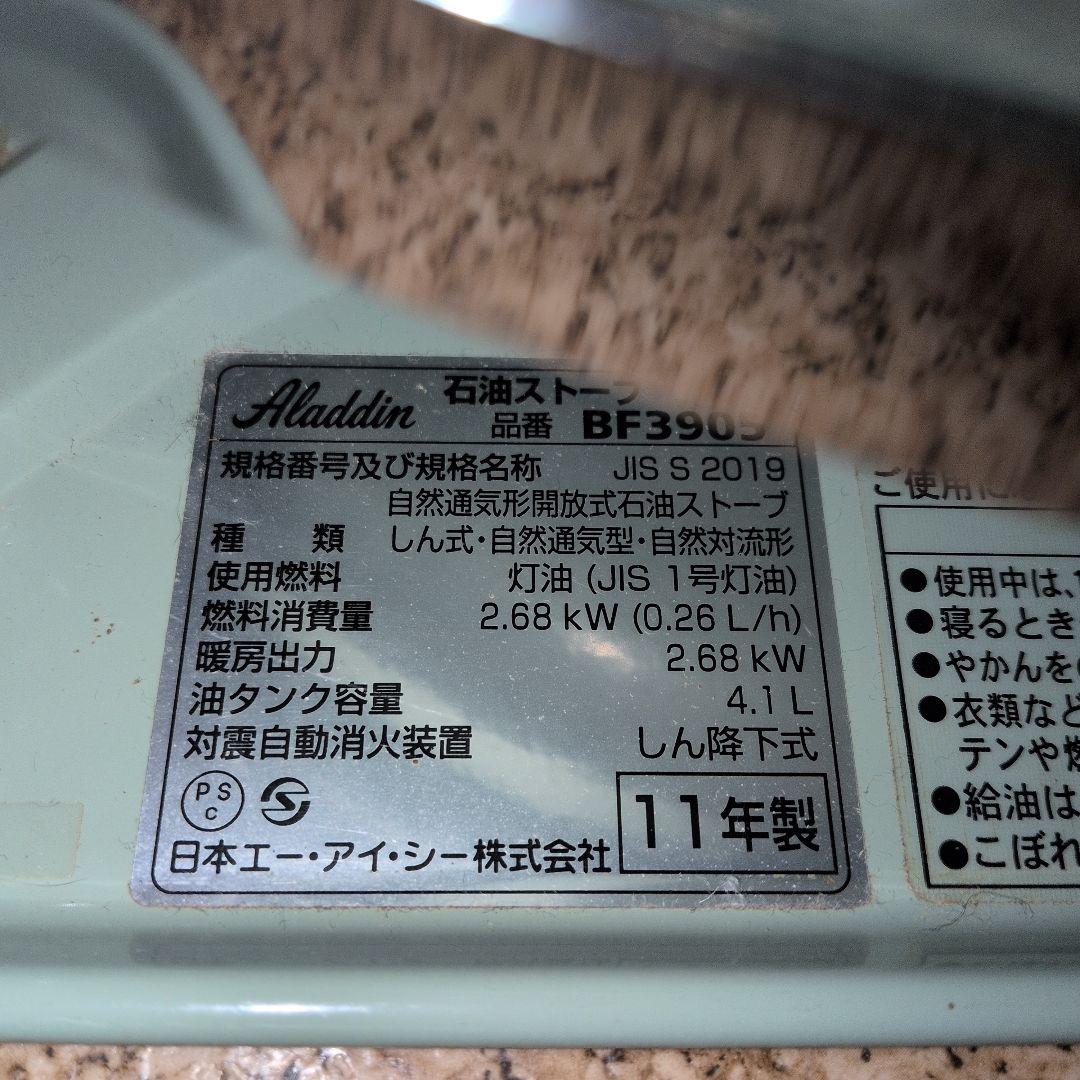 Aladdin 石油ストーブ
品番 BF3905
規格番号及び規格名称 JIS S 2019
自然通気形開放式石油ストーブ
種類 しん式・自然通気型・自然対流形
使用燃料 灯油 (JIS 1号灯油)
燃料消費量 2.68 kW (0.26 L/h)
暖房出力 2.68 kW
油タンク容量 4.1 L
対震自動消火装置 しん降下式
PS
C
11年製
日本エー・アイ・シー株式会社
ご使用に
●使用中は、
●寝るとき
●やかんを
●衣類など
テンや
●給油は
●こぼれ